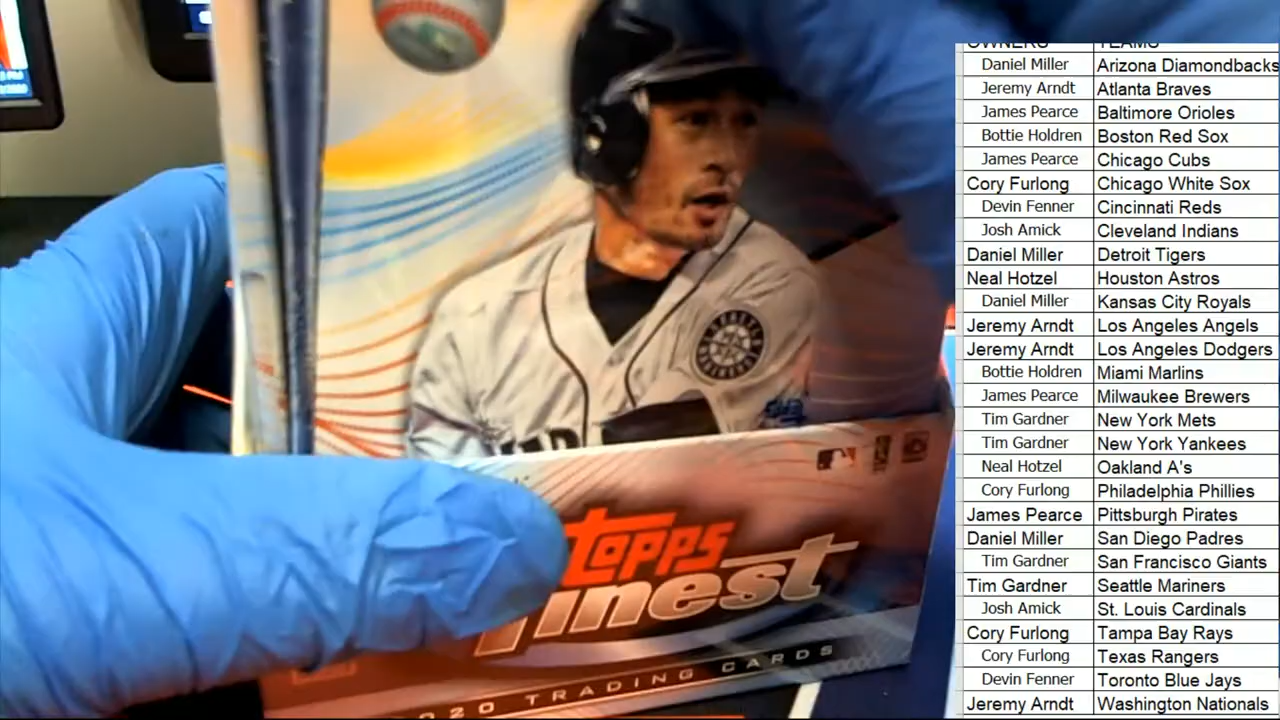 OWNERS TEAMS
Daniel Miller Arizona Diamondbacks
Jeremy Arndt Atlanta Braves
James Pearce Baltimore Orioles
Bottie Holdren Boston Red Sox
James Pearce Chicago Cubs
Cory Furlong Chicago White Sox
Devin Fenner Cincinnati Reds
Josh Amick Cleveland Indians
Daniel Miller Detroit Tigers
Neal Hotzel Houston Astros
Daniel Miller Kansas City Royals
Jeremy Arndt Los Angeles Angels
Jeremy Arndt Los Angeles Dodgers
Bottie Holdren Miami Marlins
James Pearce Milwaukee Brewers
Tim Gardner New York Mets
Tim Gardner New York Yankees
Neal Hotzel Oakland A's
Cory Furlong Philadelphia Phillies
James Pearce Pittsburgh Pirates
Daniel Miller San Diego Padres
Tim Gardner San Francisco Giants
Tim Gardner Seattle Mariners
Josh Amick St. Louis Cardinals
Cory Furlong Tampa Bay Rays
Cory Furlong Texas Rangers
Devin Fenner Toronto Blue Jays
Jeremy Arndt Washington Nationals
topps
finest
020 TRADING CARDS